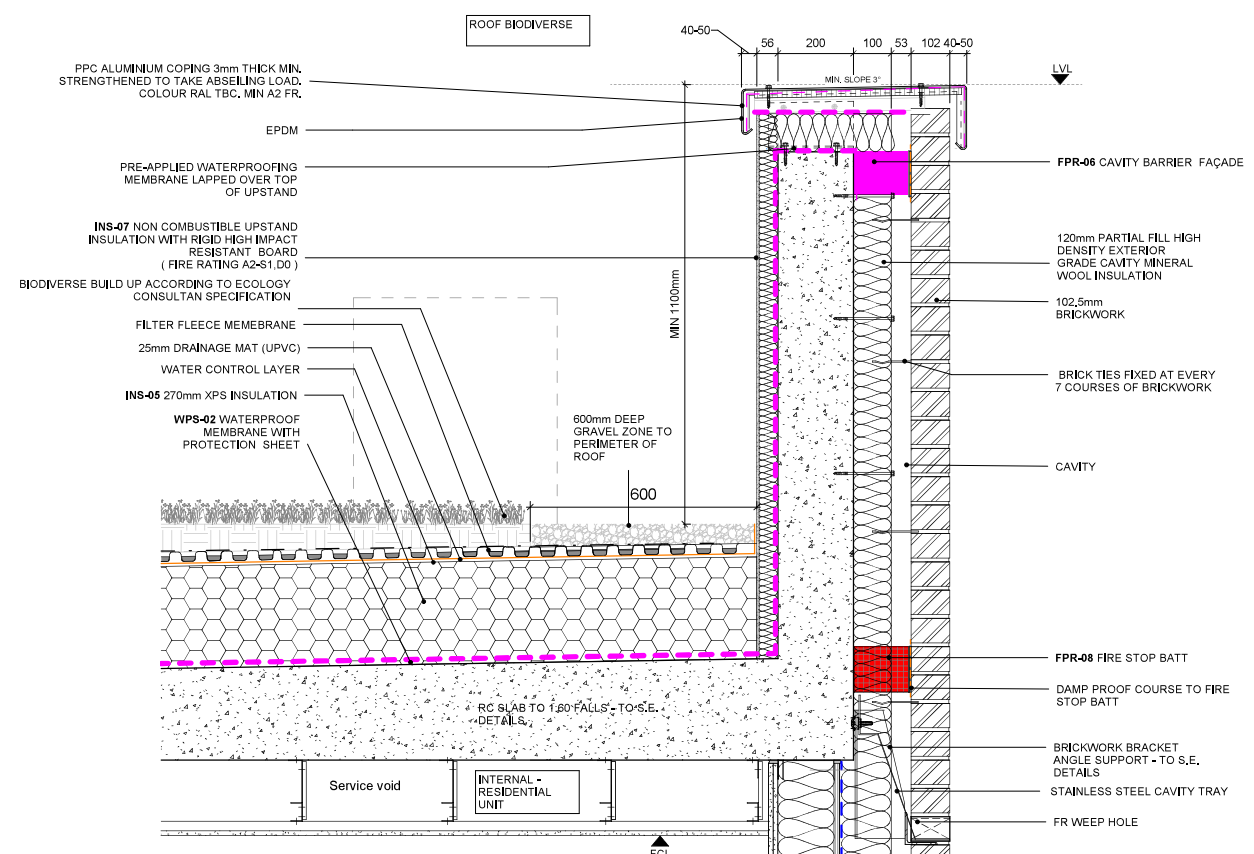 ROOF BIODIVERSE
40-50
56
200
100
53
102
40-50
MIN. SLOPE 3°
LVL
PPC ALUMINIUM COPING 3mm THICK MIN.
STRENGTHENED TO TAKE ABSEILING LOAD.
COLOUR RAL TBC. MIN A2 FR.
EPDM
PRE-APPLIED WATERPROOFING
MEMBRANE LAPPED OVER TOP
OF UPSTAND
INS-07 NON COMBUSTIBLE UPSTAND
INSULATION WITH RIGID HIGH IMPACT
RESISTANT BOARD
( FIRE RATING A2-S1,D0 )
BIODIVERSE BUILD UP ACCORDING TO ECOLOGY
CONSULTAN SPECIFICATION
FILTER FLEECE MEMEBRANE
25mm DRAINAGE MAT (UPVC)
WATER CONTROL LAYER
INS-05 270mm XPS INSULATION
WPS-02 WATERPROOF
MEMBRANE WITH
PROTECTION SHEET
600mm DEEP
GRAVEL ZONE TO
PERIMETER OF
ROOF
600
MIN 1100mm
FPR-06 CAVITY BARRIER FAÇADE
120mm PARTIAL FILL HIGH
DENSITY EXTERIOR
GRADE CAVITY MINERAL
WOOL INSULATION
102.5mm
BRICKWORK
BRICK TIES FIXED AT EVERY
7 COURSES OF BRICKWORK
CAVITY
FPR-08 FIRE STOP BATT
DAMP PROOF COURSE TO FIRE
STOP BATT
BRICKWORK BRACKET
ANGLE SUPPORT - TO S.E.
DETAILS
STAINLESS STEEL CAVITY TRAY
FR WEEP HOLE
RC SLAB TO 1:60 FALLS - TO S.E.
DETAILS
Service void
INTERNAL -
RESIDENTIAL
UNIT